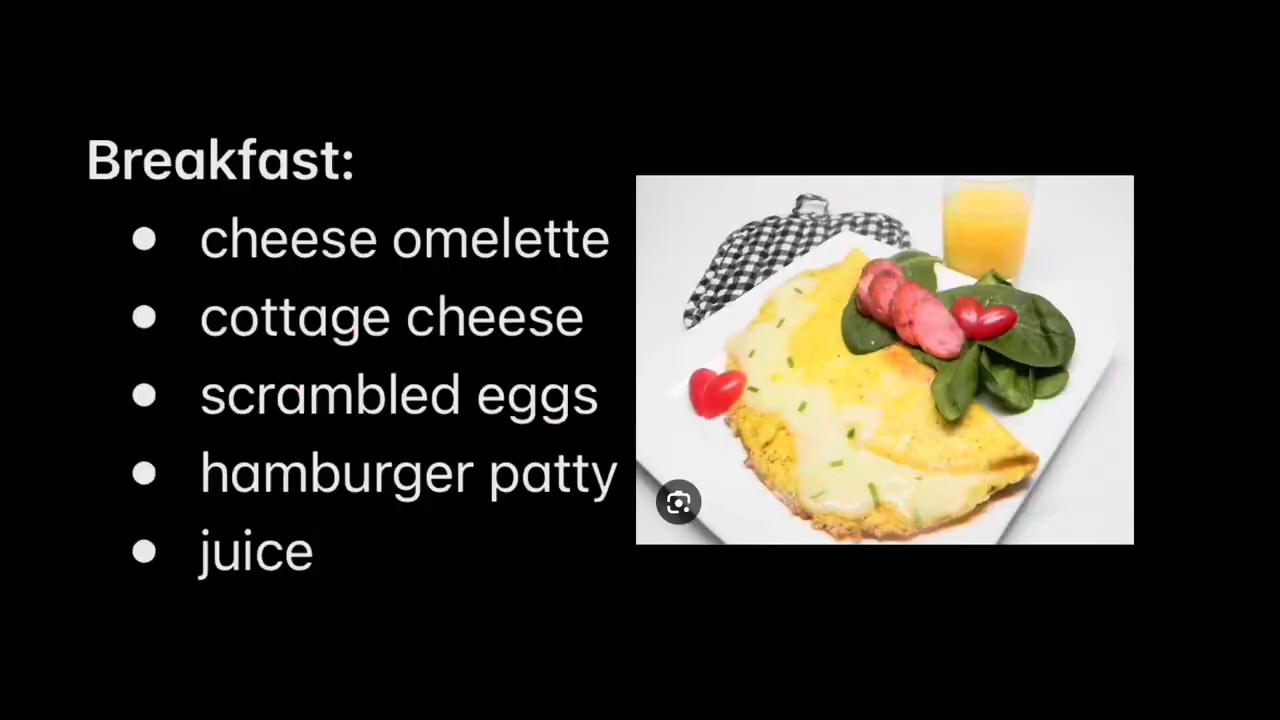 Breakfast:
● cheese omelette
● cottage cheese
● scrambled eggs
● hamburger patty
● juice